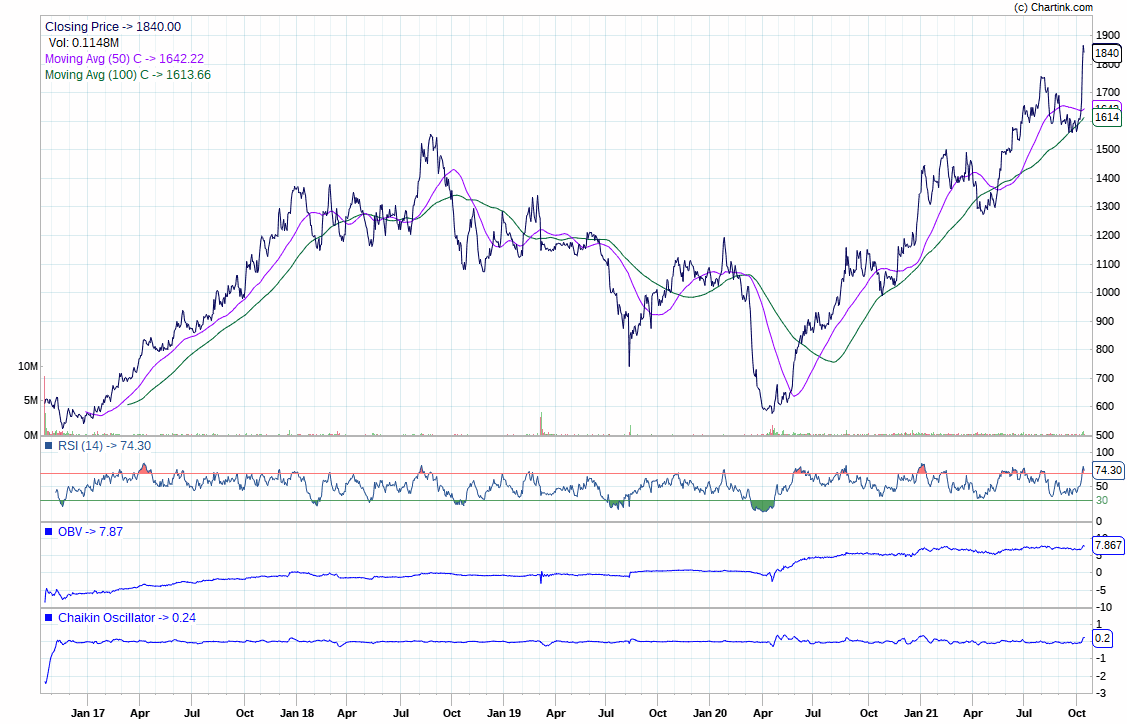 (c) Chartink.com
Closing Price -> 1840.00
Vol: 0.1148M
Moving Avg (50) C -> 1642.22
Moving Avg (100) C -> 1613.66
1900
1840
1800
1700
1614
1500
1400
1300
1200
1100
1000
900
800
700
600
500
10M
5M
0M
RSI (14) -> 74.30
100
74.30
50
30
0
OBV -> 7.87
7.867
5
0
-5
-10
Chaikin Oscillator -> 0.24
1
0.2
-1
-2
-3
Jan 17 Apr Jul Oct Jan 18 Apr Jul Oct Jan 19 Apr Jul Oct Jan 20 Apr Jul Oct Jan 21 Apr Jul Oct